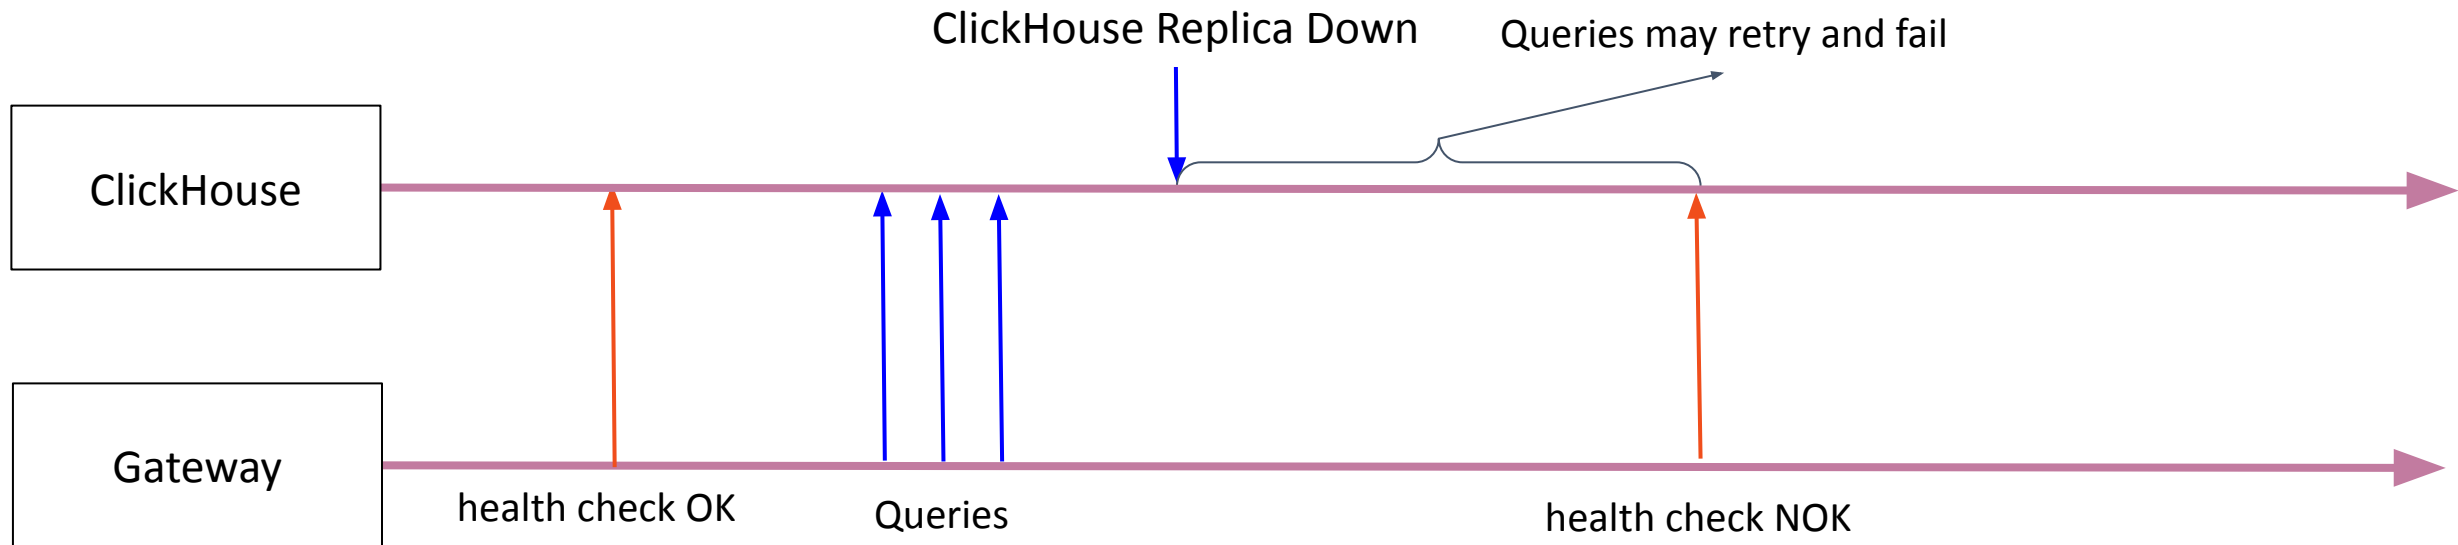 ClickHouse Replica Down
Queries may retry and fail
ClickHouse
Gateway
health check OK
Queries
health check NOK